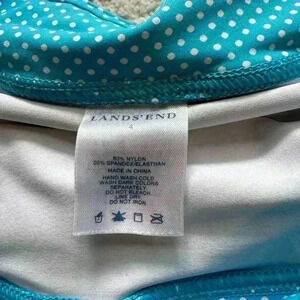 LANDS' END
4
80% NYLON
20% SPANDEX/ELASTHAN
MADE IN CHINA
HAND WASH COLD
WASH DARK COLORS
SEPARATELY
DO NOT BLEACH
LINE DRY
DO NOT IRON